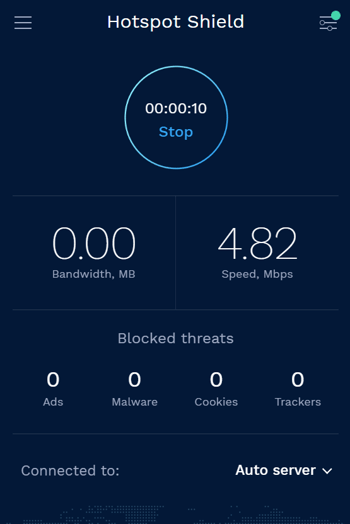 Hotspot Shield
00:00:10
Stop
0.00 4.82
Bandwidth, MB Speed, Mbps
Blocked threats
0 0 0 0
Ads Malware Cookies Trackers
Connected to: Auto server